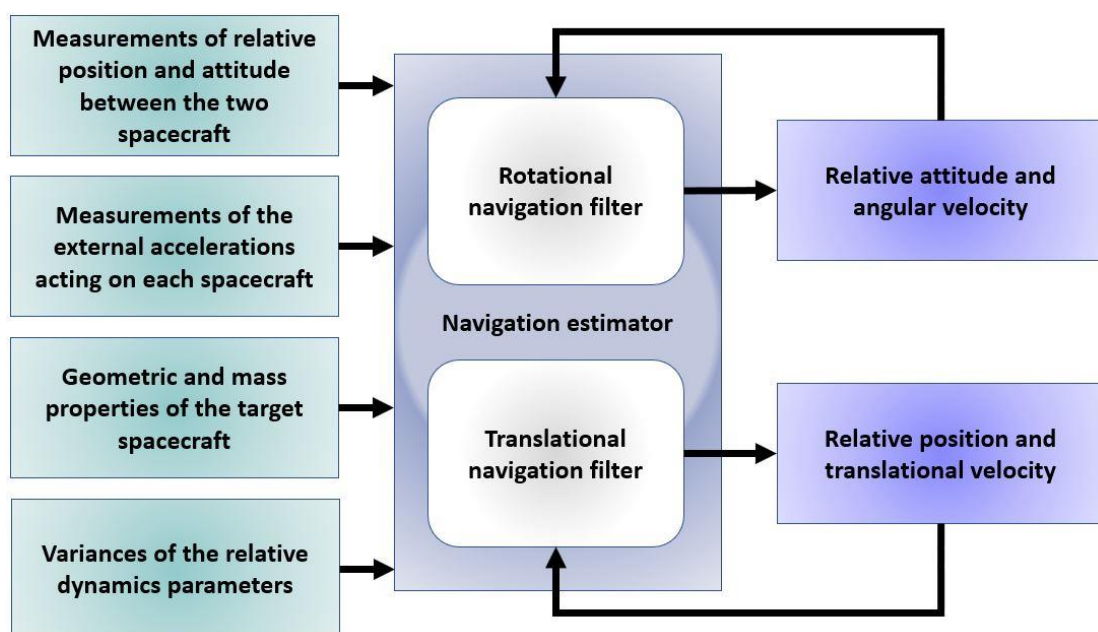 Measurements of relative
position and attitude
between the two
spacecraft
Measurements of the
external accelerations
acting on each spacecraft
Geometric and mass
properties of the target
spacecraft
Variances of the relative
dynamics parameters
Rotational
navigation filter
Navigation estimator
Translational
navigation filter
Relative attitude and
angular velocity
Relative position and
translational velocity